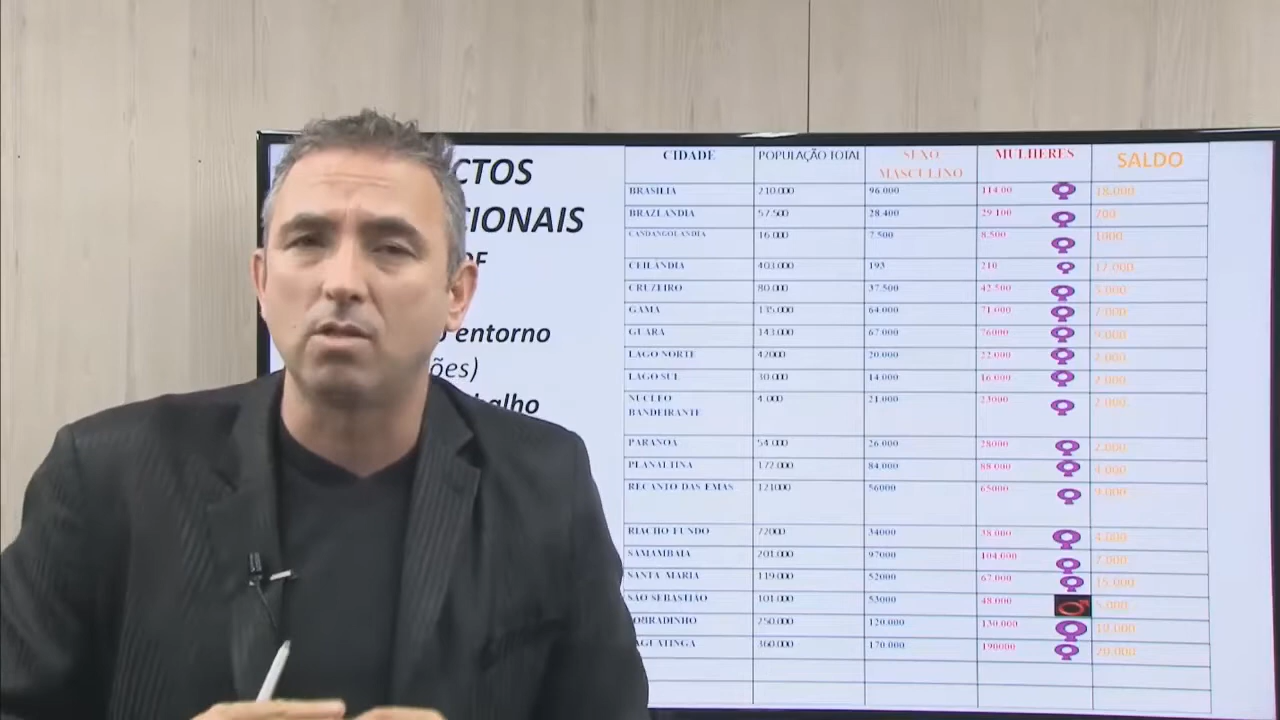 CTOS
CIONAIS
DE
o entorno
ões)
alho
CIDADE POPULAÇÃO TOTAL SEXO MASCULINO MULHERES SALDO
BRASILIA 210.000 96.000 114.00 18.000
BRAZLANDIA 57.500 28.400 29.100 700
CANDANGOLANDIA 16.000 7.500 8.500 1000
CEILÂNDIA 403.000 193 210 17.000
CRUZEIRO 80.000 37.500 42.500 5.000
GAMA 135.000 64.000 71.000 7.000
GUARA 143.000 67.000 76000 9.000
LAGO NORTE 42000 20.000 22.000 2.000
LAGO SUL 30.000 14.000 16.000 2.000
NUCLEO BANDEIRANTE 4.000 21.000 23000 2.000
PARANOA 54.000 26.000 28000 2.000
PLANALTINA 172.000 84.000 88.000 4.000
RECANTO DAS EMAS 121000 56000 65000 9.000
RIACHO FUNDO 72000 34000 38.000 4.000
SAMAMBAIA 201.000 97000 104.000 7.000
SANTA MARIA 119.000 52000 67.000 15.000
SÃO SEBASTIÃO 101.000 53000 48.000 5.000
OBRADINHO 250.000 120.000 130.000 10.000
AGUATINGA 360.000 170.000 190000 20.000